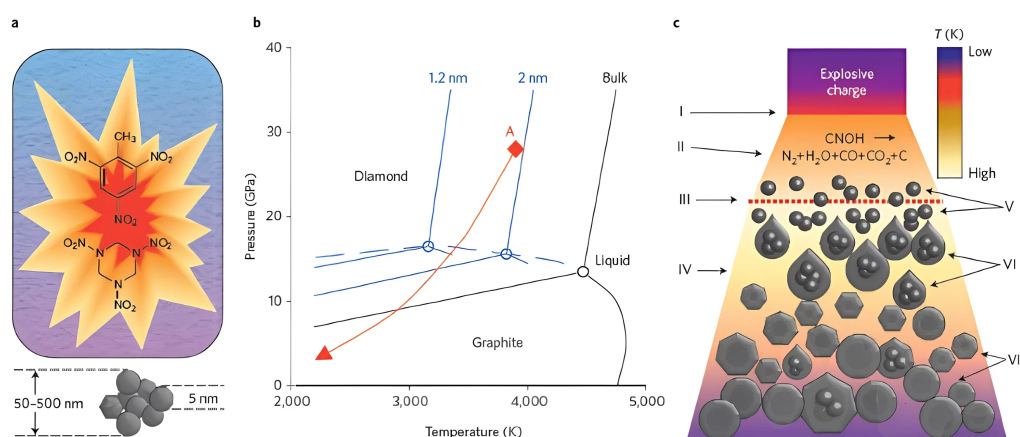 a
CH₃
O₂N
NO₂
NO₂
O₂N
N
N
NO₂
N
NO₂
50–500 nm
5 nm
b
40
30
20
10
0
Pressure (GPa)
2,000
3,000
4,000
5,000
Temperature (K)
1.2 nm
2 nm
Bulk
A
Diamond
Liquid
Graphite
c
T (K)
Low
High
Explosive
charge
CNOH
N₂+H₂O+CO+CO₂+C
I
II
III
IV
V
VI
VI